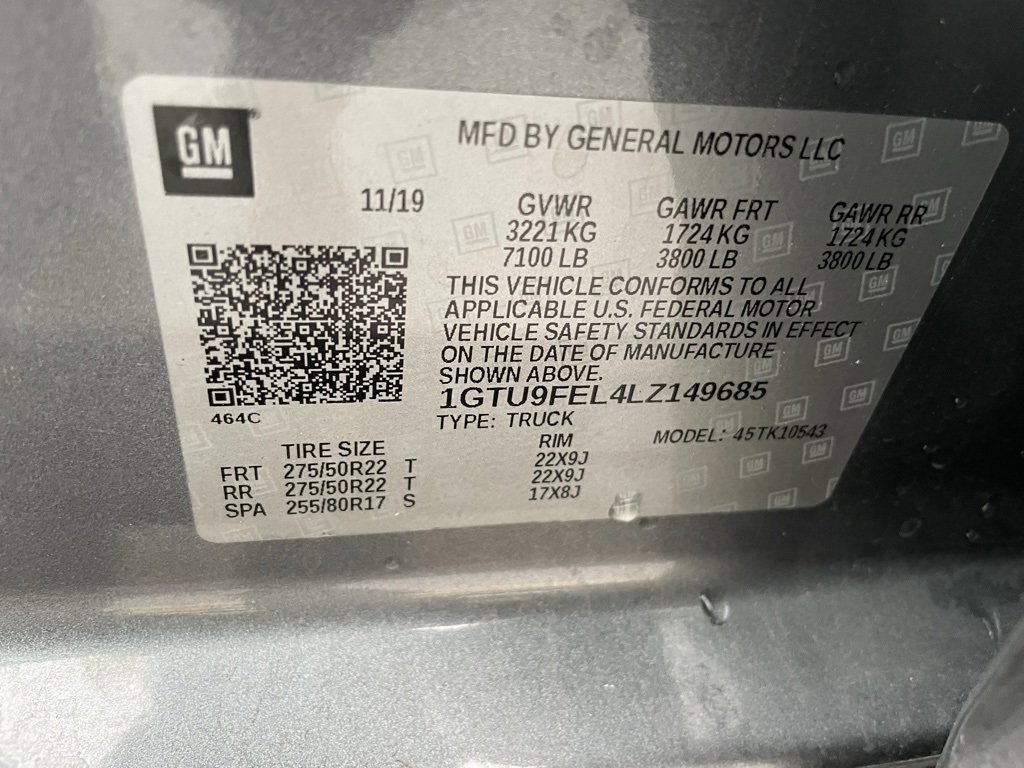 GM
MFD BY GENERAL MOTORS LLC
11/19 GVWR GAWR FRT GAWR RR
3221 KG 1724 KG 1724 KG
7100 LB 3800 LB 3800 LB
THIS VEHICLE CONFORMS TO ALL
APPLICABLE U.S. FEDERAL MOTOR
VEHICLE SAFETY STANDARDS IN EFFECT
ON THE DATE OF MANUFACTURE
SHOWN ABOVE.
1GTU9FEL4LZ149685
464C
TYPE: TRUCK MODEL: 45TK10543
TIRE SIZE RIM
FRT 275/50R22 T 22X9J
RR 275/50R22 T 22X9J
SPA 255/80R17 S 17X8J